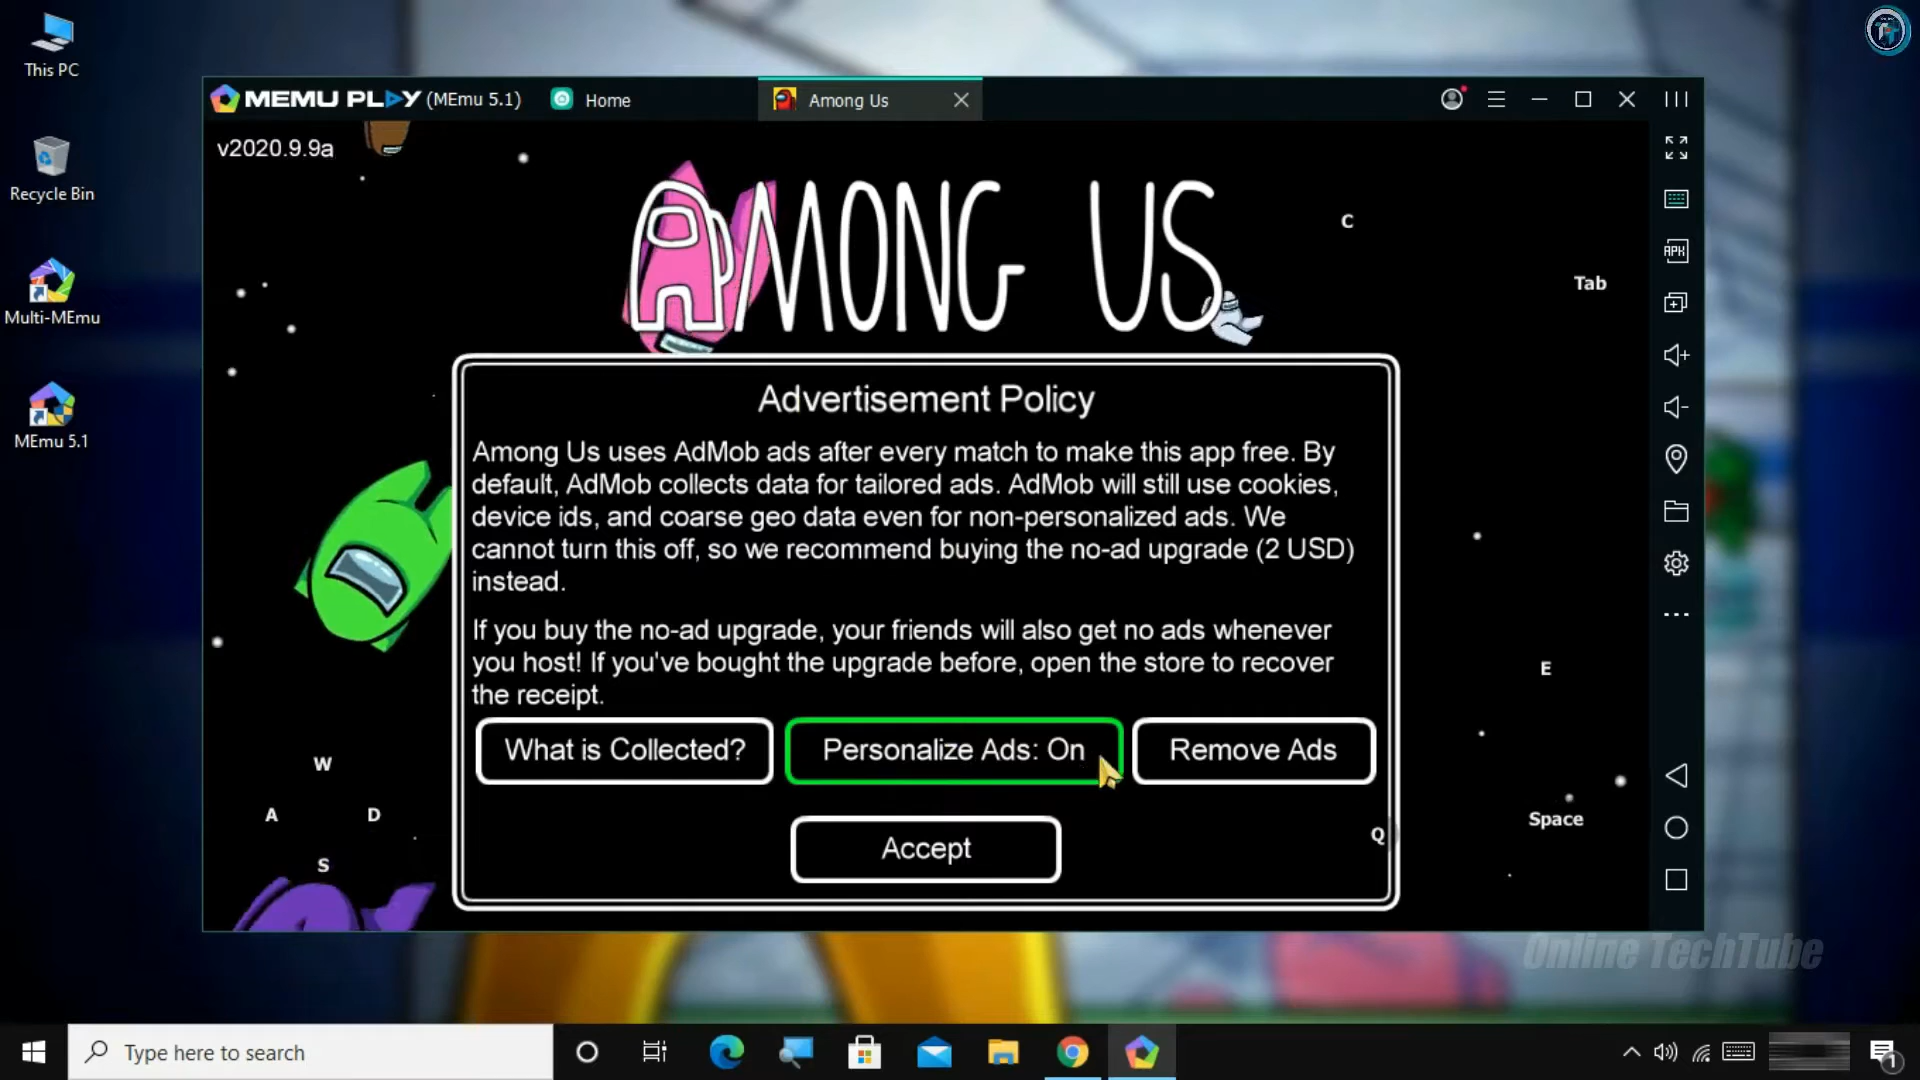 This PC
Recycle Bin
Multi-MEmu
MEmu 5.1
MEMU PLAY (MEmu 5.1)
Home
Among Us
v2020.9.9a
AMONG US
C
Tab
APK
Advertisement Policy
Among Us uses AdMob ads after every match to make this app free. By
default, AdMob collects data for tailored ads. AdMob will still use cookies,
device ids, and coarse geo data even for non-personalized ads. We
cannot turn this off, so we recommend buying the no-ad upgrade (2 USD)
instead.
If you buy the no-ad upgrade, your friends will also get no ads whenever
you host! If you've bought the upgrade before, open the store to recover
the receipt.
What is Collected?
Personalize Ads: On
Remove Ads
Accept
W
A
D
S
E
Space
Q
Online TechTube
Type here to search
1